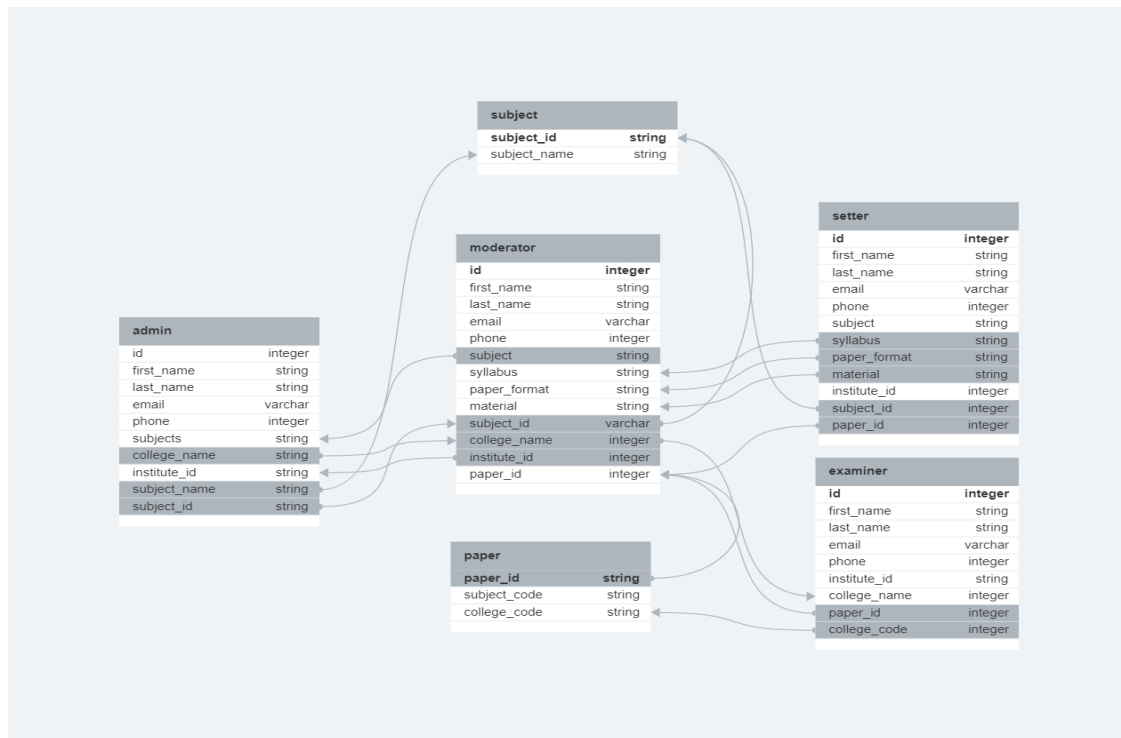 subject
subject_id string
subject_name string
setter
id integer
first_name string
last_name string
email varchar
phone integer
subject string
syllabus string
paper_format string
material string
institute_id integer
subject_id integer
paper_id integer
moderator
id integer
first_name string
last_name string
email varchar
phone integer
subject string
syllabus string
paper_format string
material string
subject_id varchar
college_name integer
institute_id integer
paper_id integer
admin
id integer
first_name string
last_name string
email varchar
phone integer
subjects string
college_name string
institute_id string
subject_name string
subject_id string
examiner
id integer
first_name string
last_name string
email varchar
phone integer
institute_id string
college_name integer
paper_id integer
college_code integer
paper
paper_id string
subject_code string
college_code string